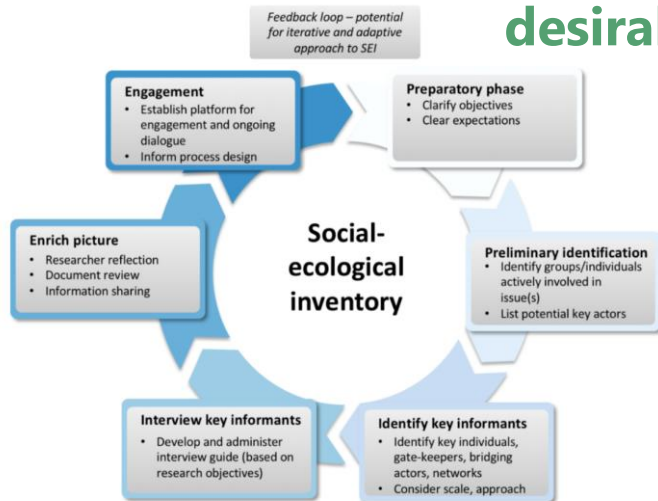 Feedback loop – potential
for iterative and adaptive
approach to SEI
desira
Engagement
• Establish platform for
engagement and ongoing
dialogue
• Inform process design
Preparatory phase
• Clarify objectives
• Clear expectations
Enrich picture
• Researcher reflection
• Document review
• Information sharing
Social-
ecological
inventory
Preliminary identification
• Identify groups/individuals
actively involved in
issue(s)
• List potential key actors
Interview key informants
• Develop and administer
interview guide (based on
research objectives)
Identify key informants
• Identify key individuals,
gate-keepers, bridging
actors, networks
• Consider scale, approach